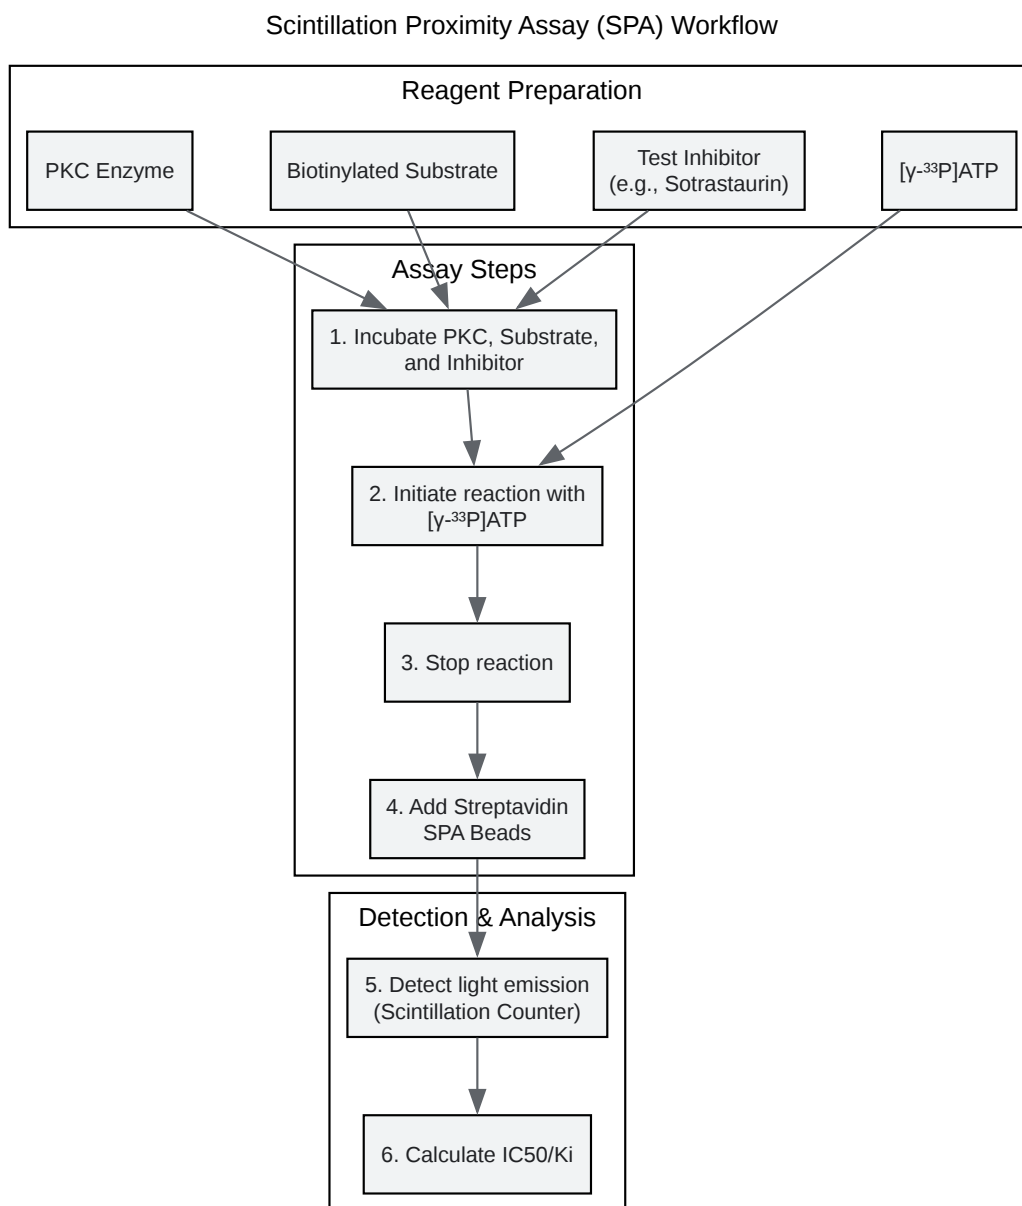 Scintillation Proximity Assay (SPA) Workflow
Reagent Preparation
PKC Enzyme
Biotinylated Substrate
Test Inhibitor
(e.g., Sotrastaurin)
[γ-³³P]ATP
Assay Steps
1. Incubate PKC, Substrate,
and Inhibitor
2. Initiate reaction with
[γ-³³P]ATP
3. Stop reaction
4. Add Streptavidin
SPA Beads
Detection & Analysis
5. Detect light emission
(Scintillation Counter)
6. Calculate IC50/Ki